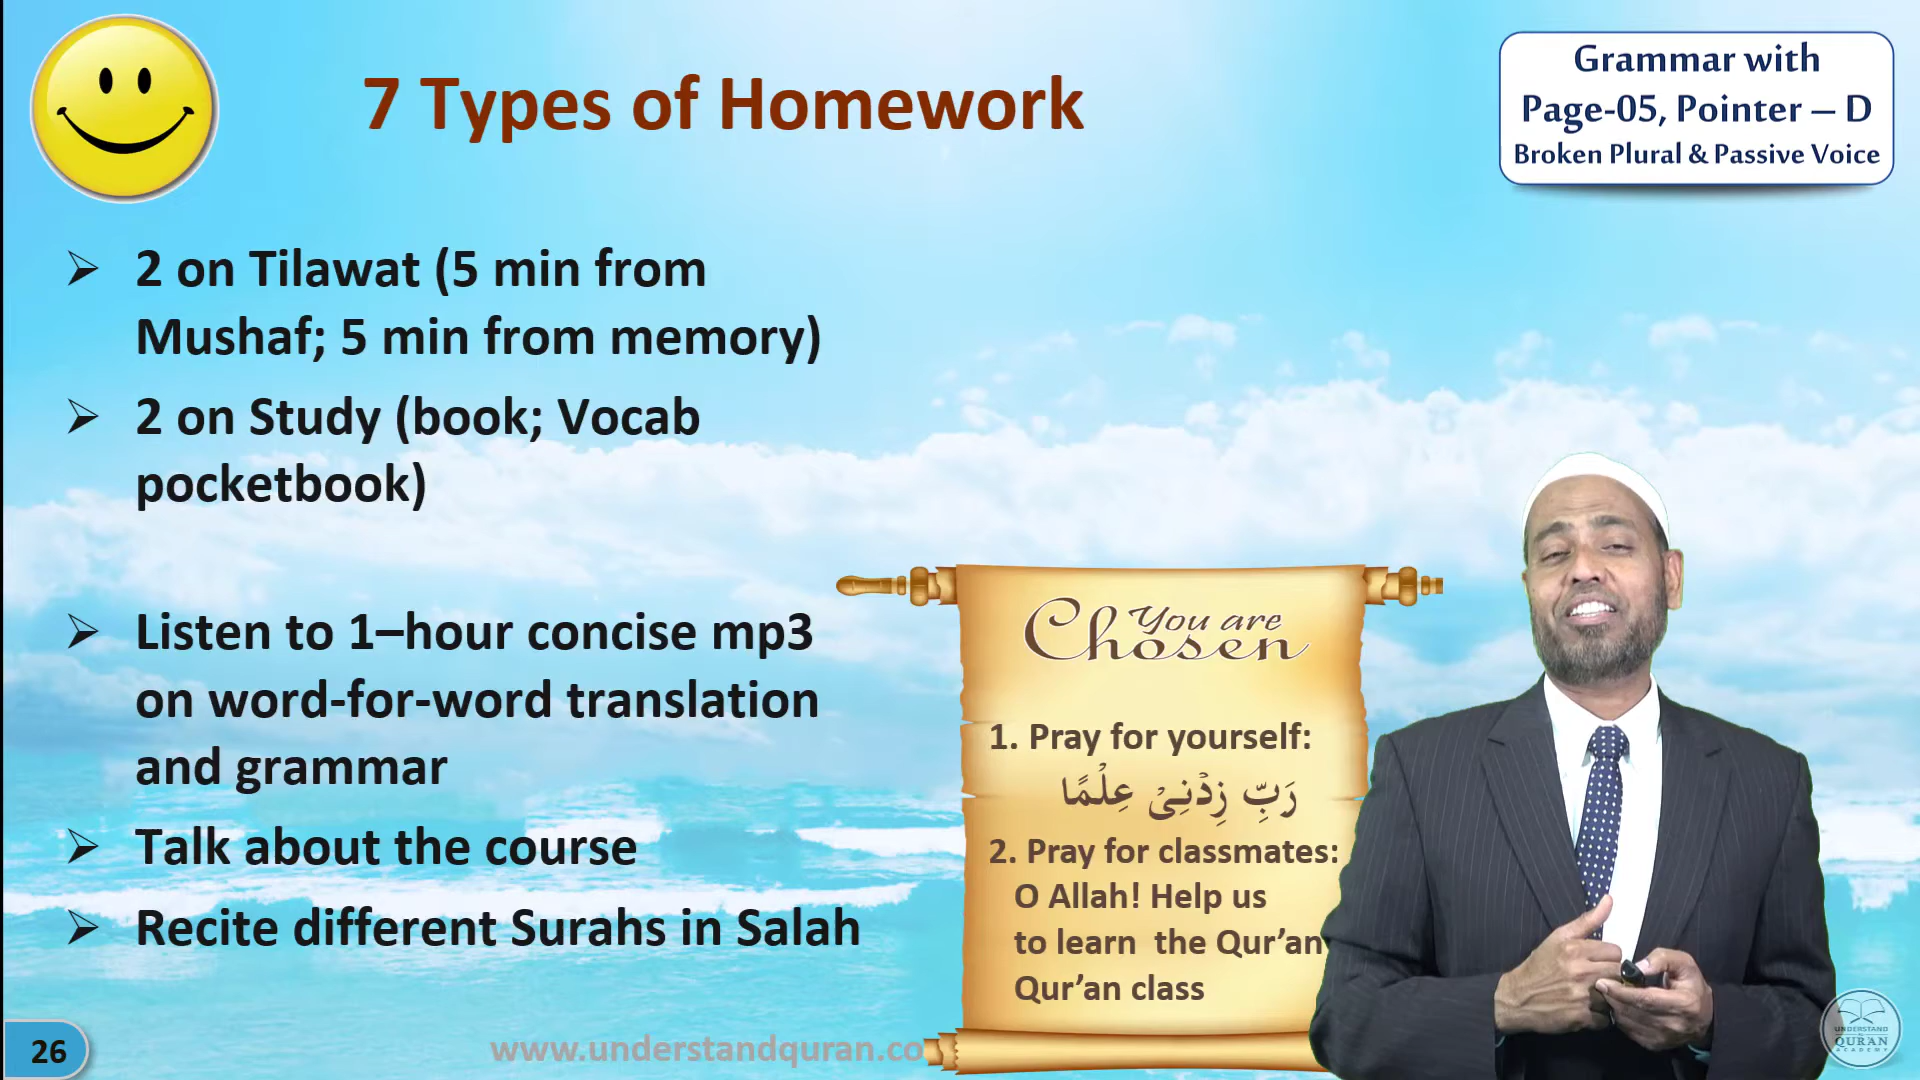 7 Types of Homework
Grammar with
Page-05, Pointer – D
Broken Plural & Passive Voice
➢ 2 on Tilawat (5 min from
Mushaf; 5 min from memory)
➢ 2 on Study (book; Vocab
pocketbook)
➢ Listen to 1–hour concise mp3
on word-for-word translation
and grammar
➢ Talk about the course
➢ Recite different Surahs in Salah
You are
Chosen
1. Pray for yourself:
رَبِّ زِدْنِیْ عِلْمًا
2. Pray for classmates:
O Allah! Help us
to learn the Qur’an
Qur’an class
26
www.understandquran.co
UNDERSTAND
QURAN
ACADEMY